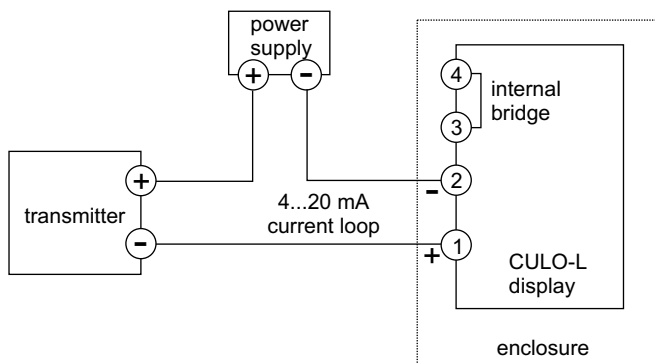 power
supply
+
-
4
internal
bridge
3
+
transmitter
-
2
-
4...20 mA
current loop
1
+
CULO-L
display
enclosure